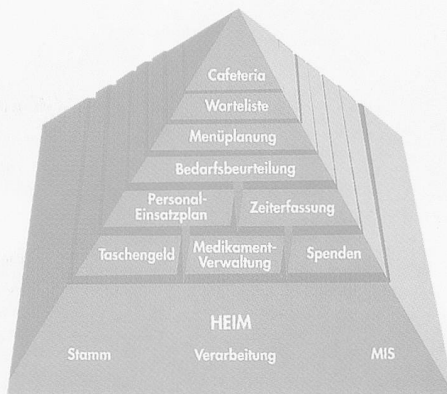 Cafeteria
Warteliste
Menüplanung
Bedarfsbeurteilung
Personal-
Einsatzplan
Zeiterfassung
Taschengeld
Medikament-
Verwaltung
Spenden
HEIM
Stamm Verarbeitung MIS